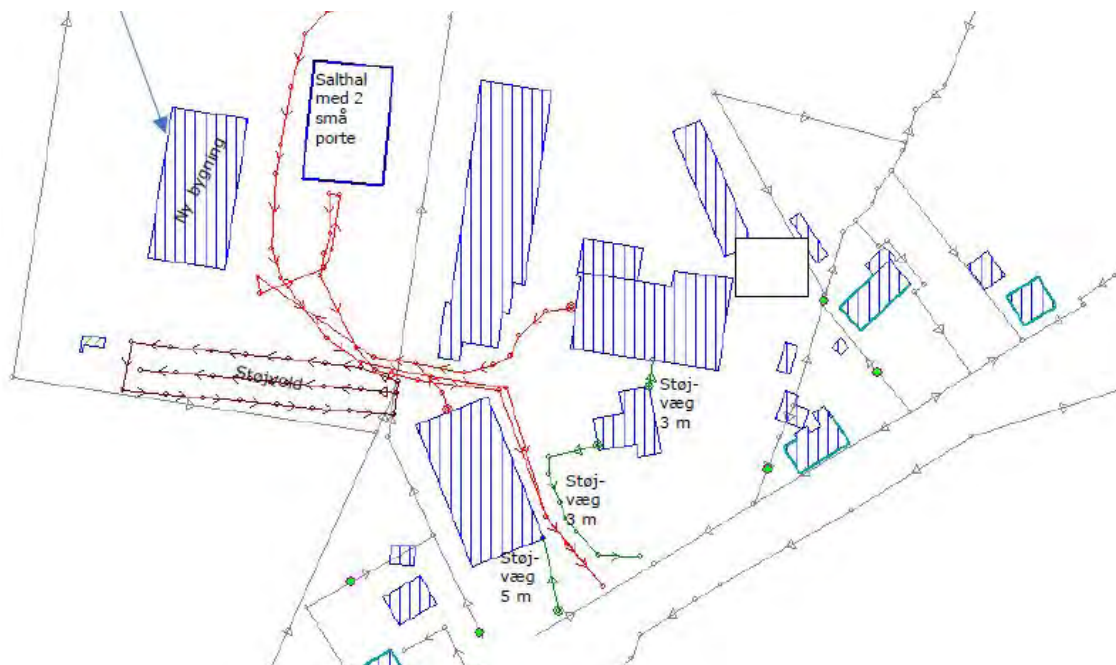 Salthal
med 2
små
porte
Ny bygning
Støjvold
Støj-
væg
3 m
Støj-
væg
3 m
Støj-
væg
5 m